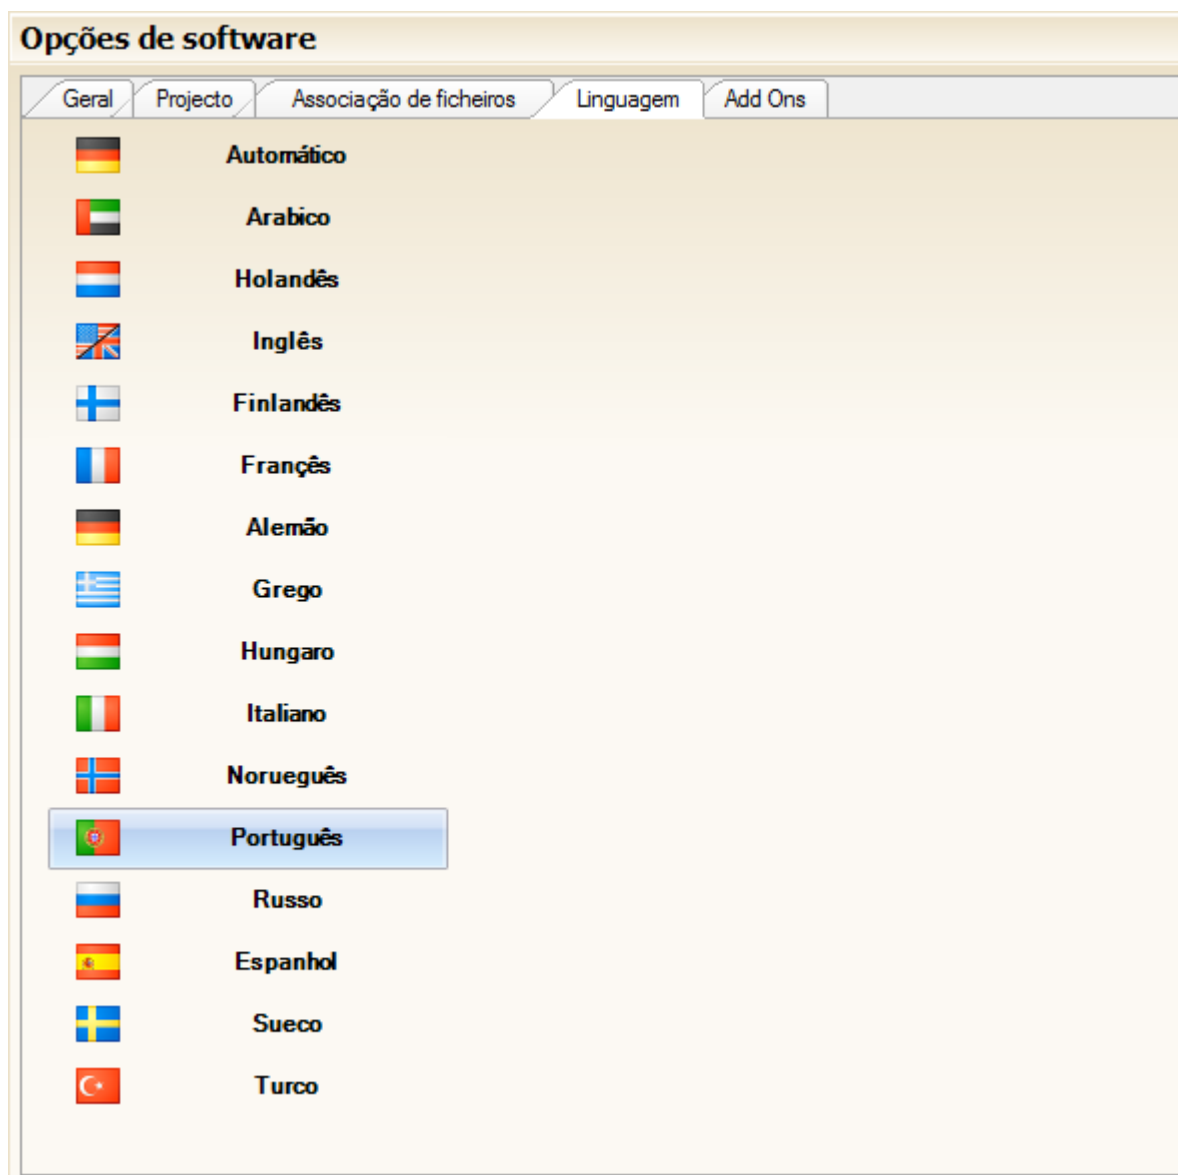 Opções de software
Geral Projecto Associação de ficheiros Linguagem Add Ons
Automático
Arabico
Holandês
Inglês
Finlandês
Françês
Alemão
Grego
Hungaro
Italiano
Norueguês
Português
Russo
Espanhol
Sueco
Turco